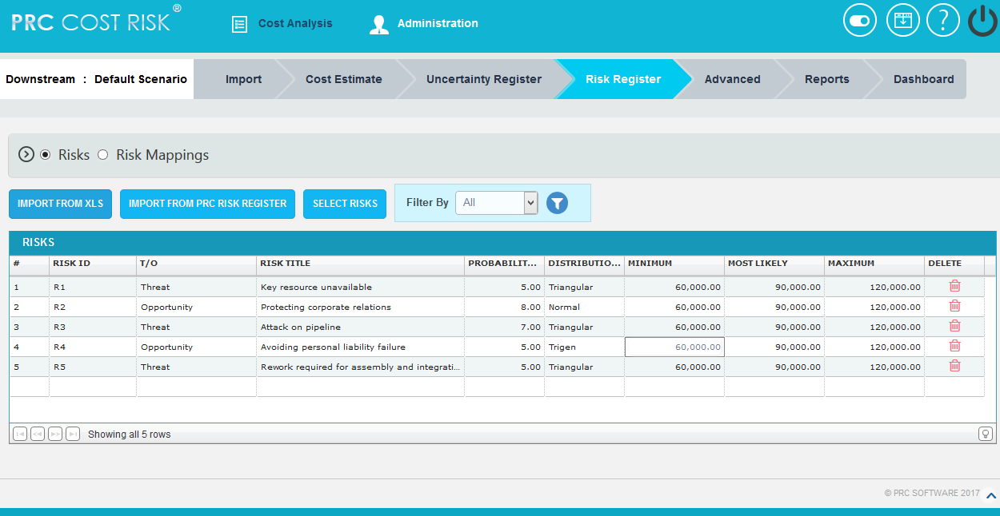 PRC COST RISK®
Cost Analysis
Administration
?
Downstream : Default Scenario
Import
Cost Estimate
Uncertainty Register
Risk Register
Advanced
Reports
Dashboard
Risks
Risk Mappings
IMPORT FROM XLS
IMPORT FROM PRC RISK REGISTER
SELECT RISKS
Filter By
All
RISKS
# RISK ID T/O RISK TITLE PROBABILIT... DISTRIBUTIO... MINIMUM MOST LIKELY MAXIMUM DELETE
1 R1 Threat Key resource unavailable 5.00 Triangular 60,000.00 90,000.00 120,000.00
2 R2 Opportunity Protecting corporate relations 8.00 Normal 60,000.00 90,000.00 120,000.00
3 R3 Threat Attack on pipeline 7.00 Triangular 60,000.00 90,000.00 120,000.00
4 R4 Opportunity Avoiding personal liability failure 5.00 Trigen 60,000.00 90,000.00 120,000.00
5 R5 Threat Rework required for assembly and integrati... 5.00 Triangular 60,000.00 90,000.00 120,000.00
Showing all 5 rows
© PRC SOFTWARE 2017